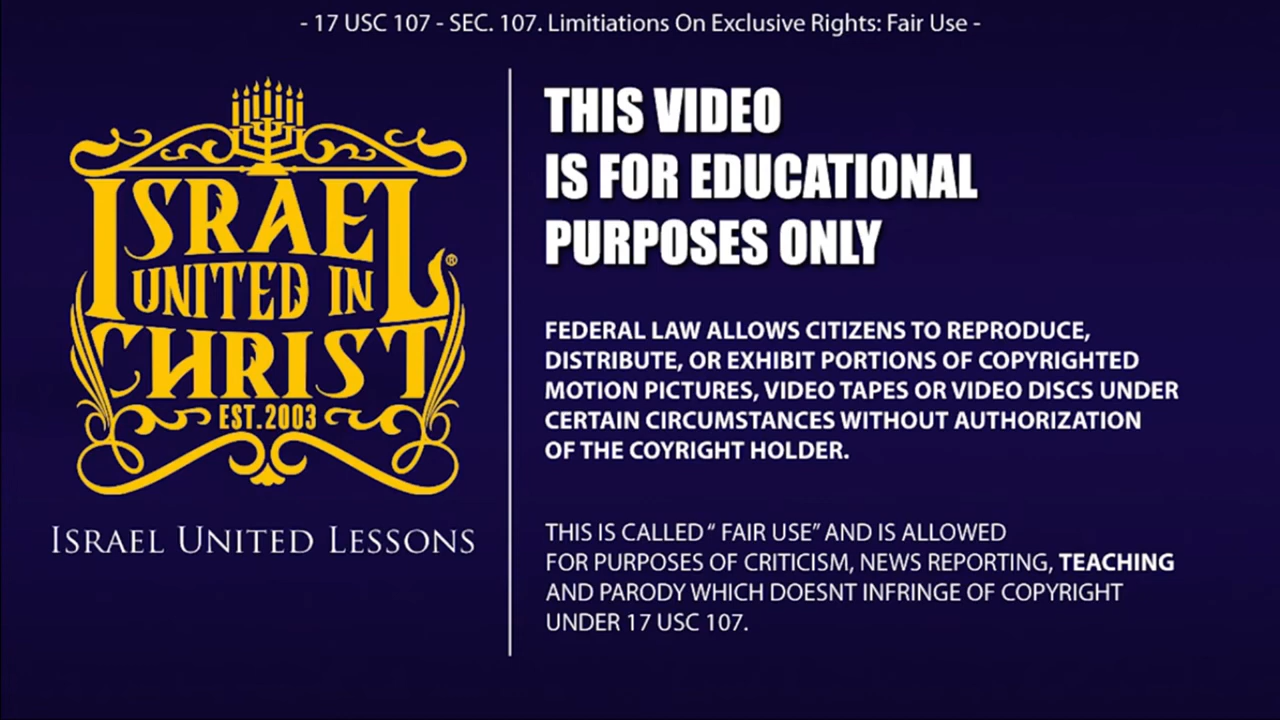 - 17 USC 107 - SEC. 107. Limitiations On Exclusive Rights: Fair Use -
ISRAEL
UNITED IN
CHRIST
EST.2003
®
ISRAEL UNITED LESSONS
THIS VIDEO
IS FOR EDUCATIONAL
PURPOSES ONLY
FEDERAL LAW ALLOWS CITIZENS TO REPRODUCE,
DISTRIBUTE, OR EXHIBIT PORTIONS OF COPYRIGHTED
MOTION PICTURES, VIDEO TAPES OR VIDEO DISCS UNDER
CERTAIN CIRCUMSTANCES WITHOUT AUTHORIZATION
OF THE COYRIGHT HOLDER.
THIS IS CALLED “ FAIR USE” AND IS ALLOWED
FOR PURPOSES OF CRITICISM, NEWS REPORTING, TEACHING
AND PARODY WHICH DOESNT INFRINGE OF COPYRIGHT
UNDER 17 USC 107.